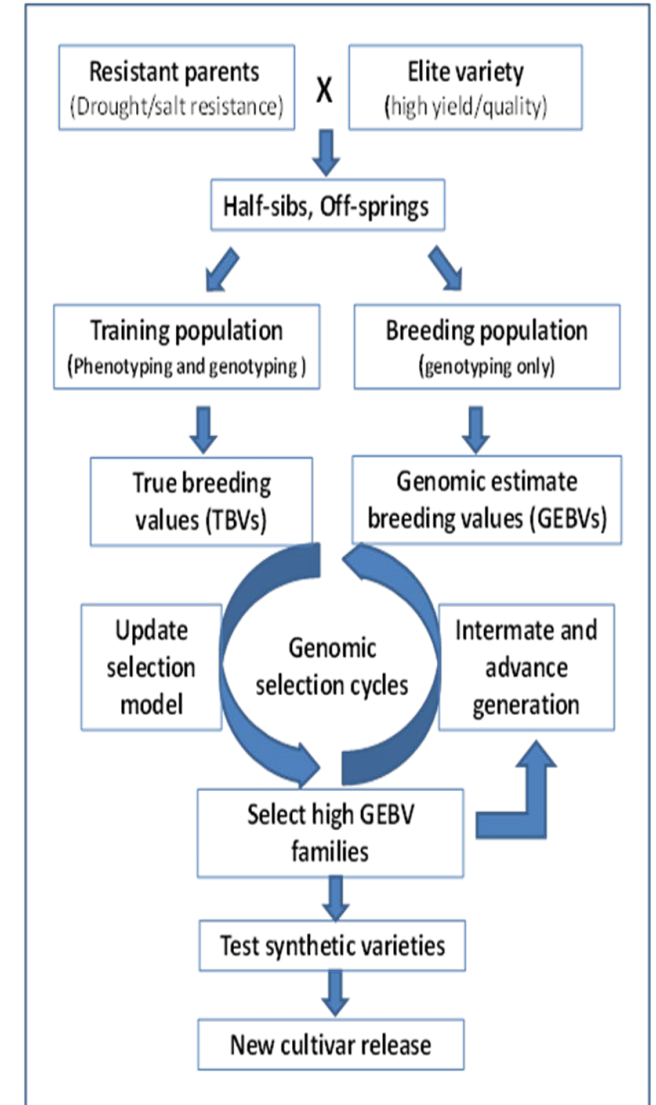 Resistant parents
(Drought/salt resistance)
X
Elite variety
(high yield/quality)
Half-sibs, Off-springs
Training population
(Phenotyping and genotyping )
Breeding population
(genotyping only)
True breeding
values (TBVs)
Genomic estimate
breeding values (GEBVs)
Update
selection
model
Genomic
selection cycles
Intermate and
advance
generation
Select high GEBV
families
Test synthetic varieties
New cultivar release